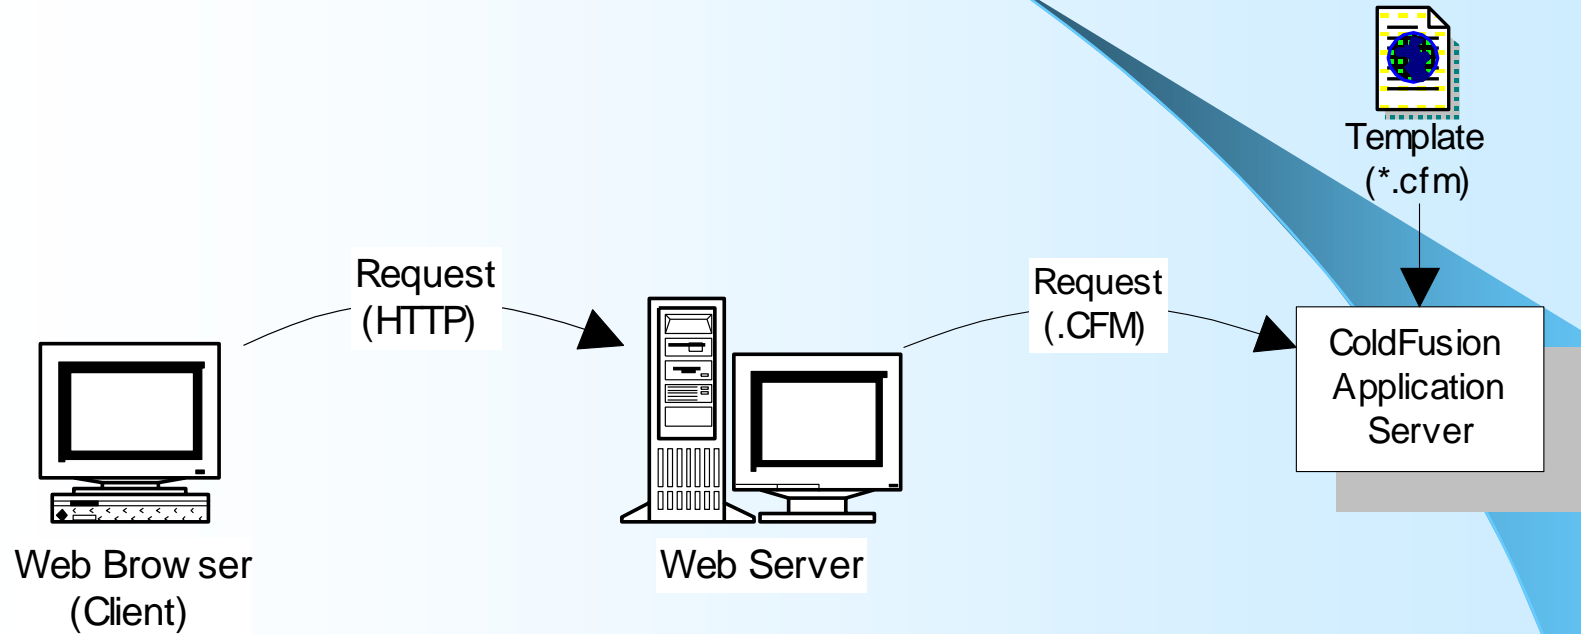 Template
(*.cfm)
Request
(HTTP)
Request
(.CFM)
ColdFusion
Application
Server
Web Browser
(Client)
Web Server